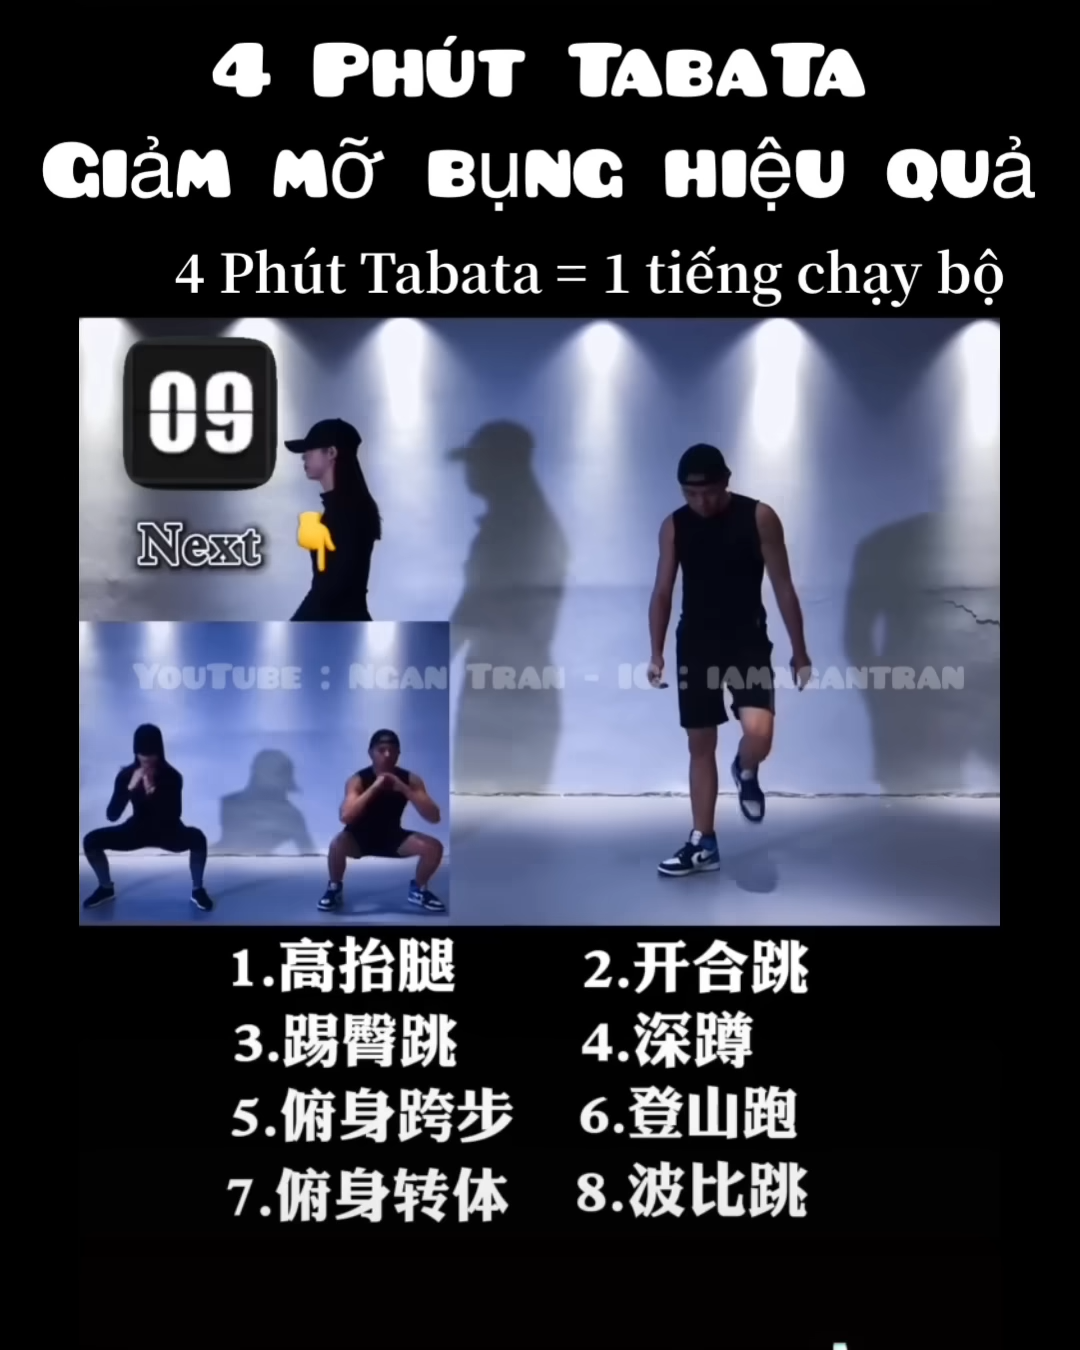 4 Phút Tabata
Giảm mỡ bụng hiệu quả
4 Phút Tabata = 1 tiếng chạy bộ
09
Next
YouTube : Ngan Tran - IG : iamngantran
1.高抬腿 2.开合跳
3.踢臀跳 4.深蹲
5.俯身跨步 6.登山跑
7.俯身转体 8.波比跳